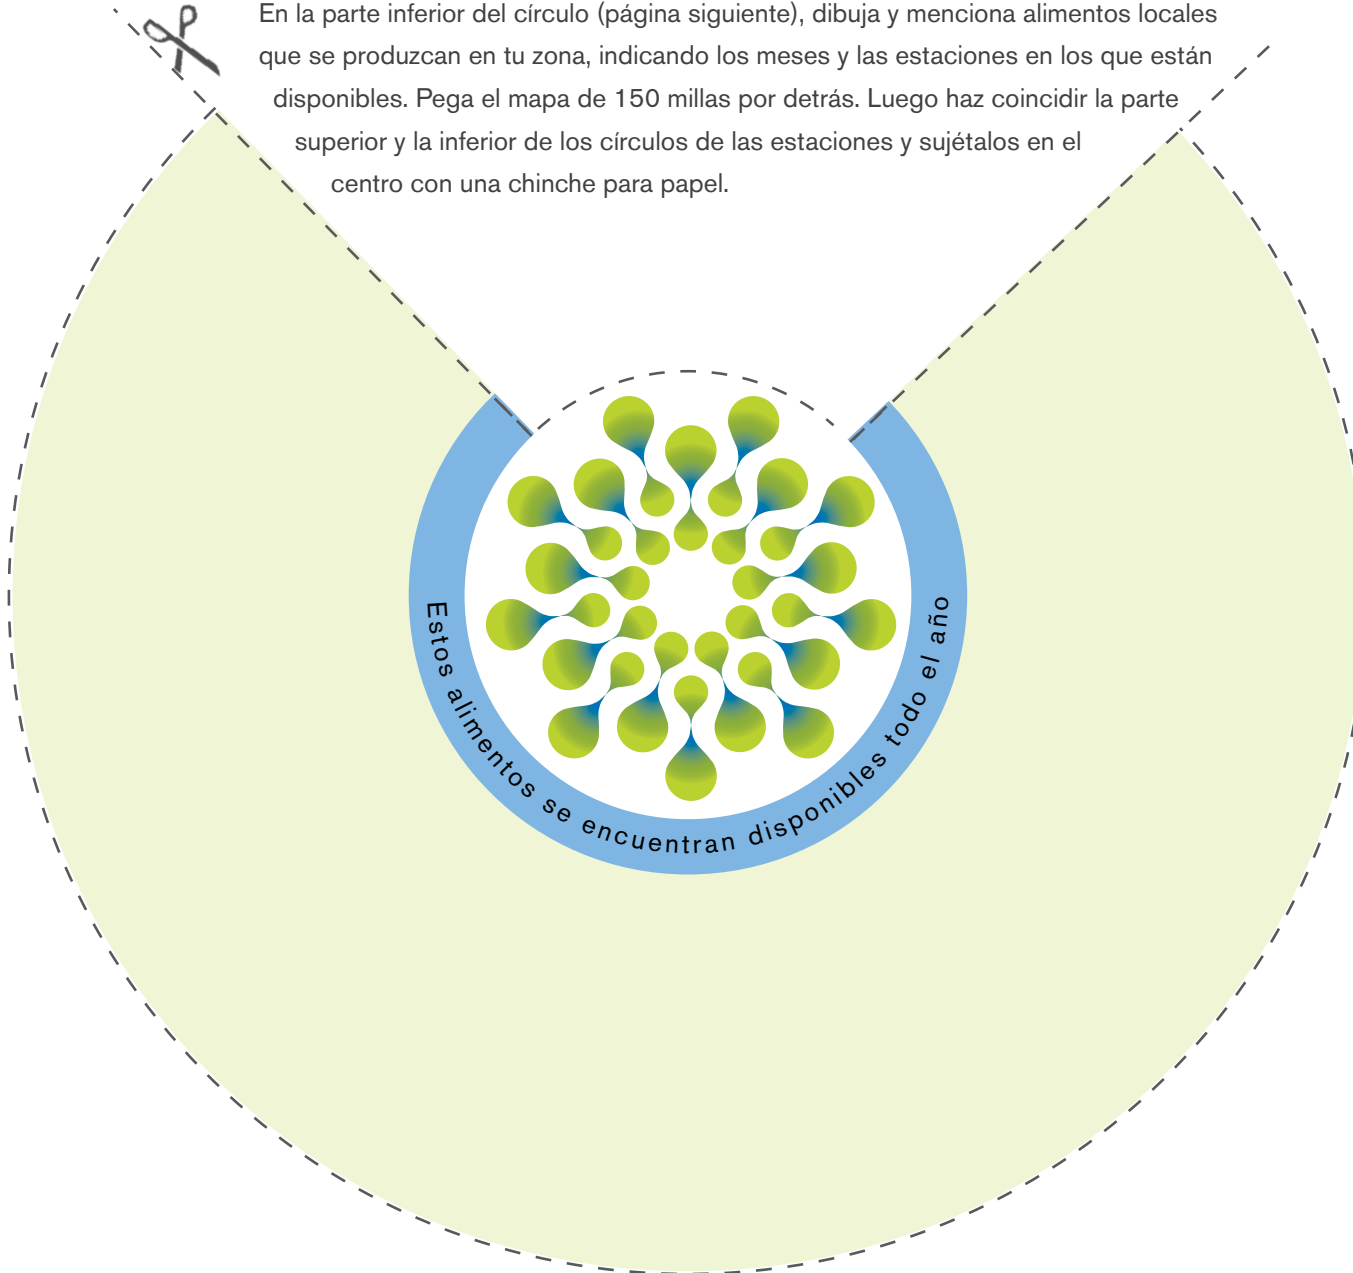 En la parte inferior del círculo (página siguiente), dibuja y menciona alimentos locales
que se produzcan en tu zona, indicando los meses y las estaciones en los que están
disponibles. Pega el mapa de 150 millas por detrás. Luego haz coincidir la parte
superior y la inferior de los círculos de las estaciones y sujétalos en el
centro con una chinche para papel.
Estos alimentos se encuentran disponibles todo el año